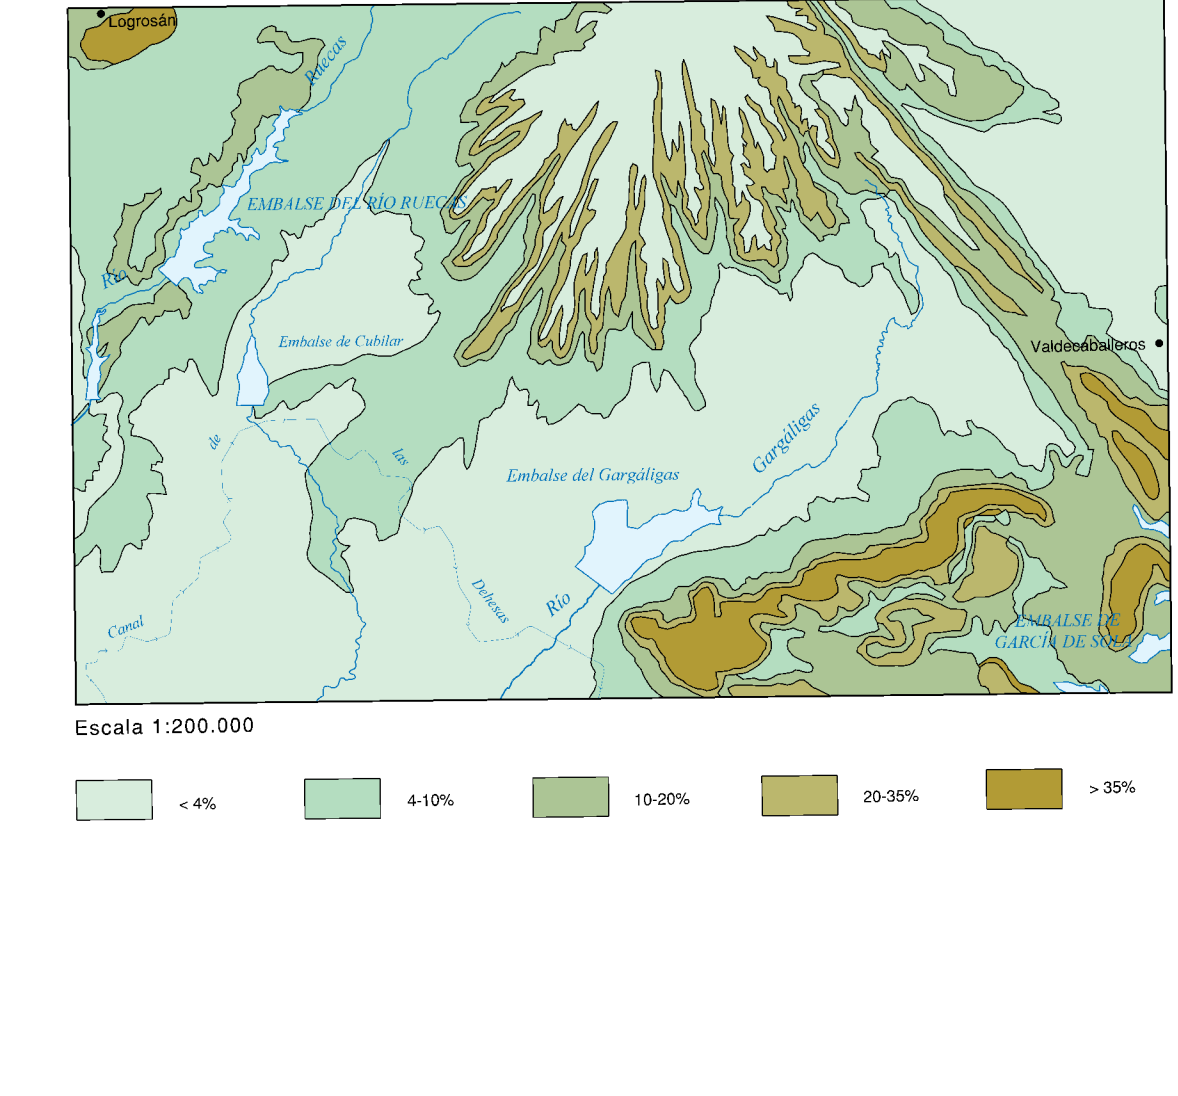 Logrosán
Ruecas
EMBALSE DEL RÍO RUECAS
Río
Embalse de Cubilar
Valdecaballeros
de
las
Gargáligas
Embalse del Gargáligas
Canal
Dehesas
Río
EMBALSE DE
GARCÍA DE SOLA
Escala 1:200.000
< 4%
4-10%
10-20%
20-35%
> 35%